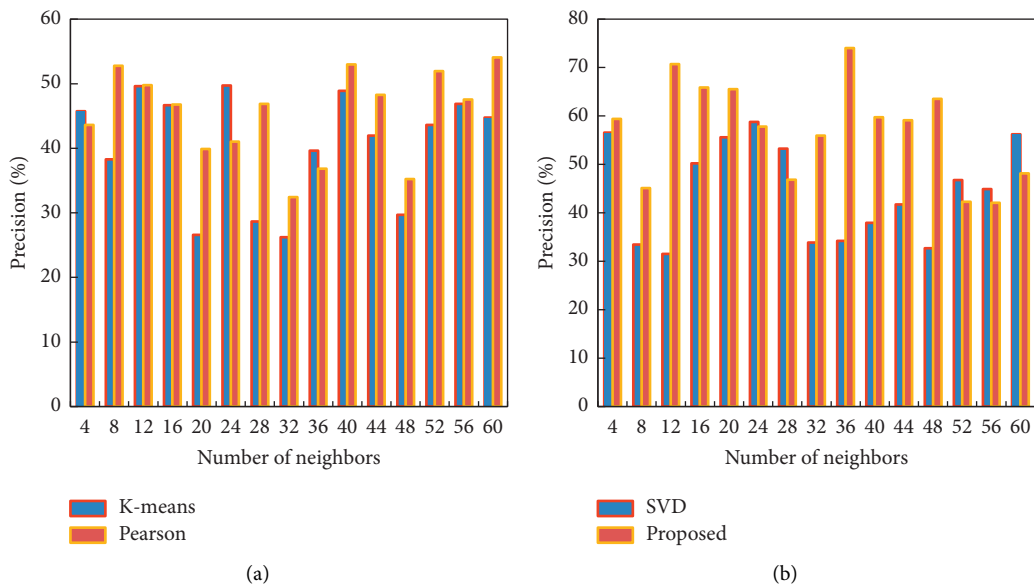 60
50
40
30
20
10
0
Precision (%)
4 8 12 16 20 24 28 32 36 40 44 48 52 56 60
Number of neighbors
K-means
Pearson
(a)
80
70
60
50
40
30
20
10
0
Precision (%)
4 8 12 16 20 24 28 32 36 40 44 48 52 56 60
Number of neighbors
SVD
Proposed
(b)